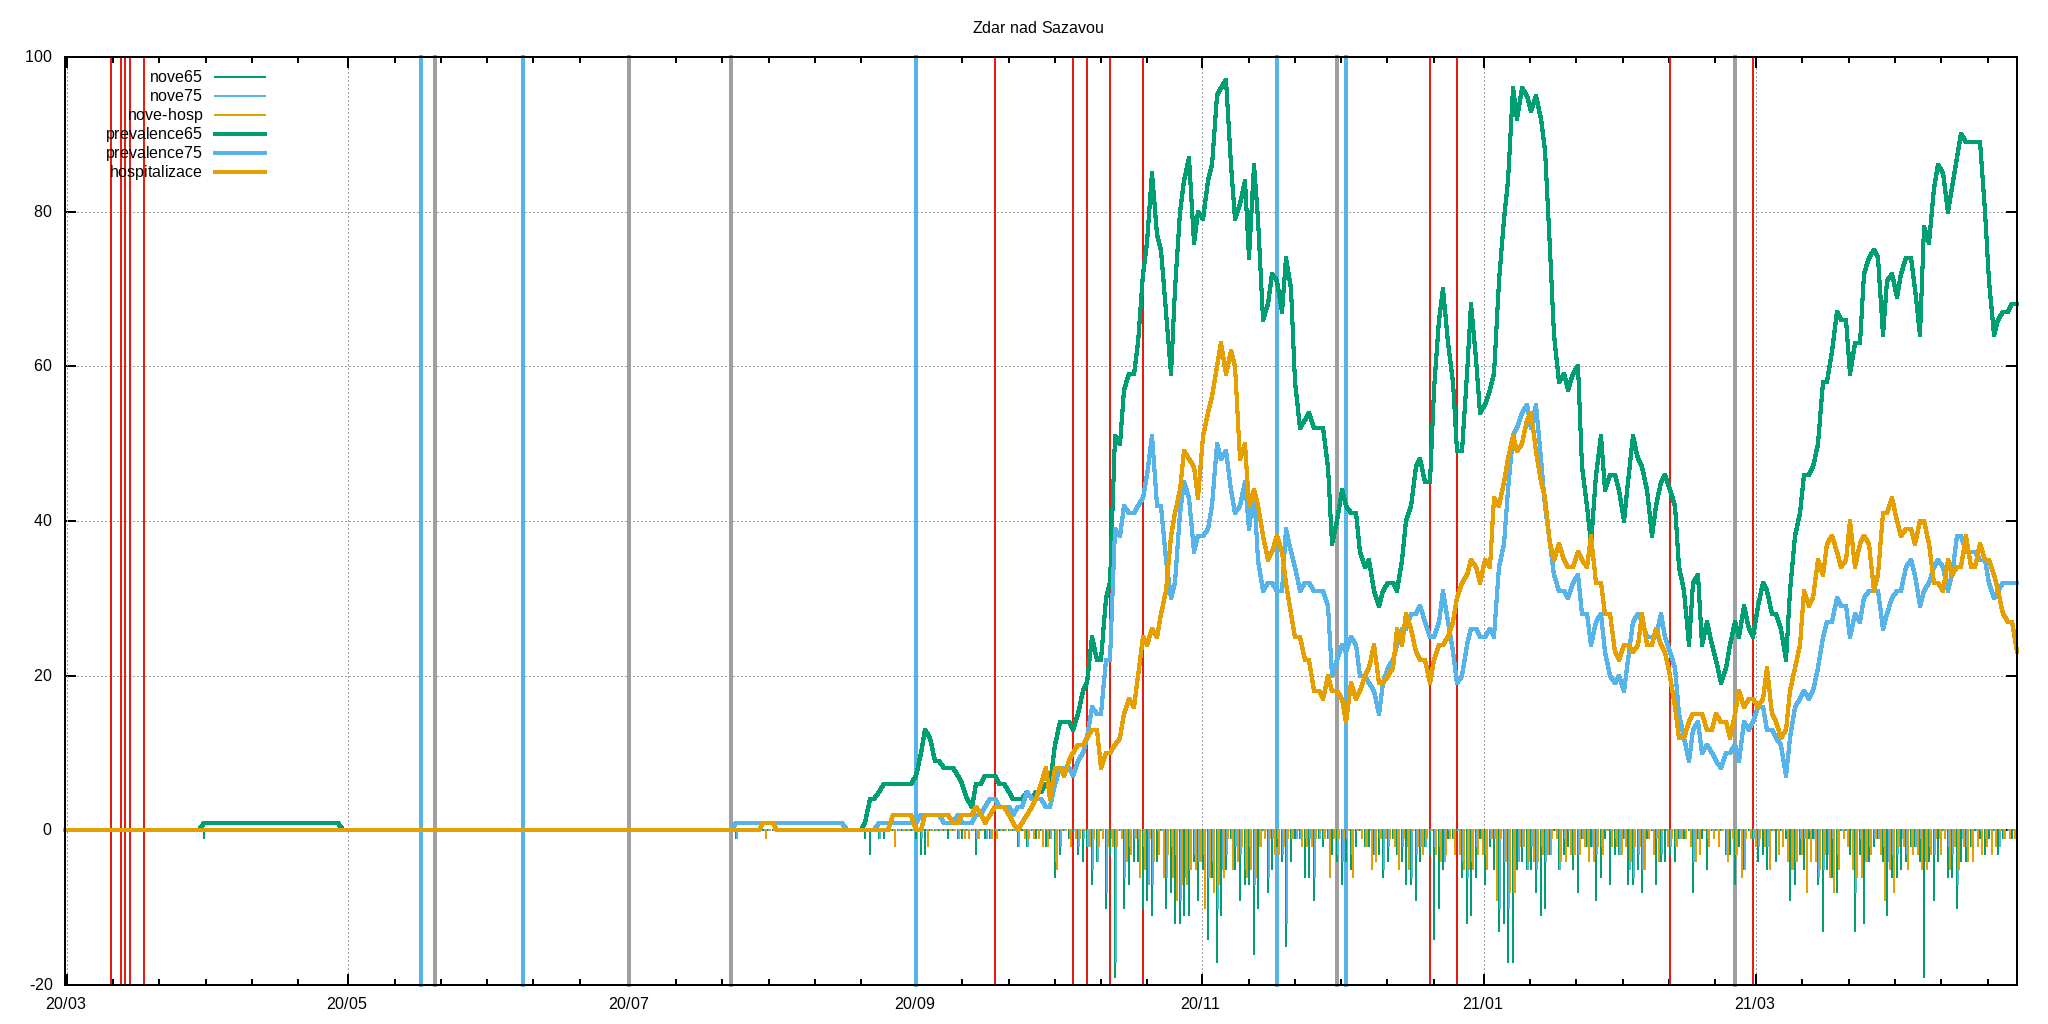 Zdar nad Sazavou
100
80
60
40
20
0
-20
nove65
nove75
nove-hosp
prevalence65
prevalence75
hospitalizace
20/03 20/05 20/07 20/09 20/11 21/01 21/03